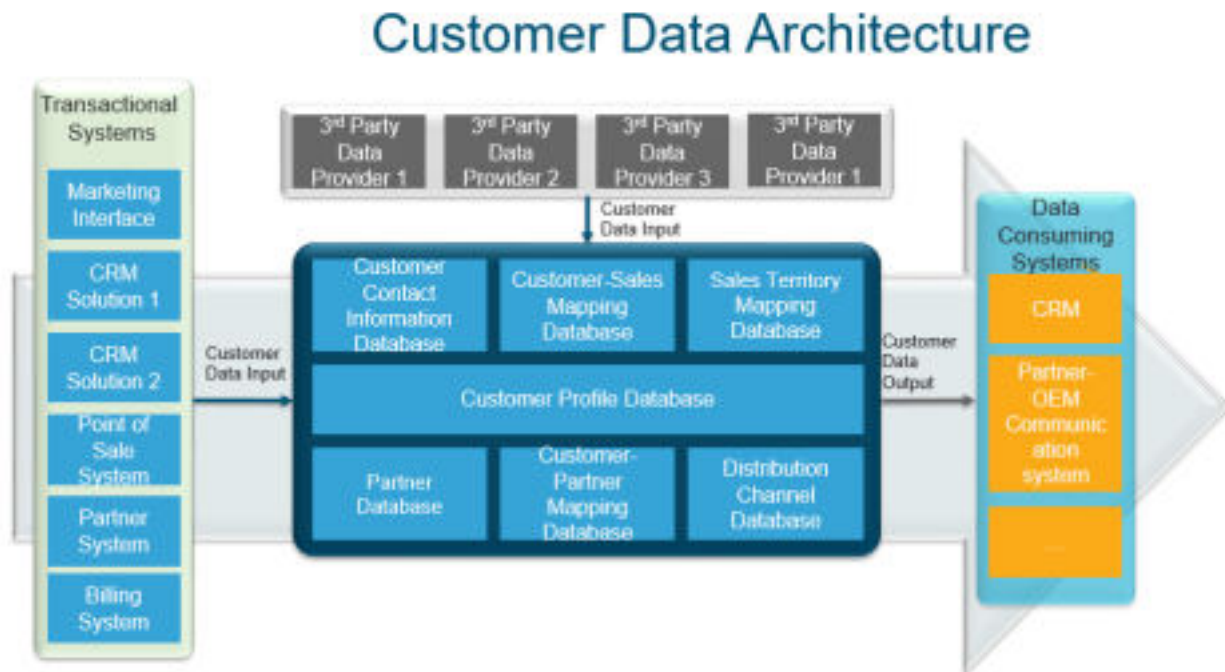 Customer Data Architecture
Transactional
Systems
Marketing
Interface
CRM
Solution 1
CRM
Solution 2
Point of
Sale
System
Partner
System
Billing
System
3rd Party
Data
Provider 1
3rd Party
Data
Provider 2
3rd Party
Data
Provider 3
3rd Party
Data
Provider 1
Customer
Data Input
Customer
Data Input
Customer
Contact
Information
Database
Customer-Sales
Mapping
Database
Sales Territory
Mapping
Database
Customer Profile Database
Partner
Database
Customer-
Partner
Mapping
Database
Distribution
Channel
Database
Customer
Data
Output
Data
Consuming
Systems
CRM
Partner-
OEM
Communic
ation
system
...